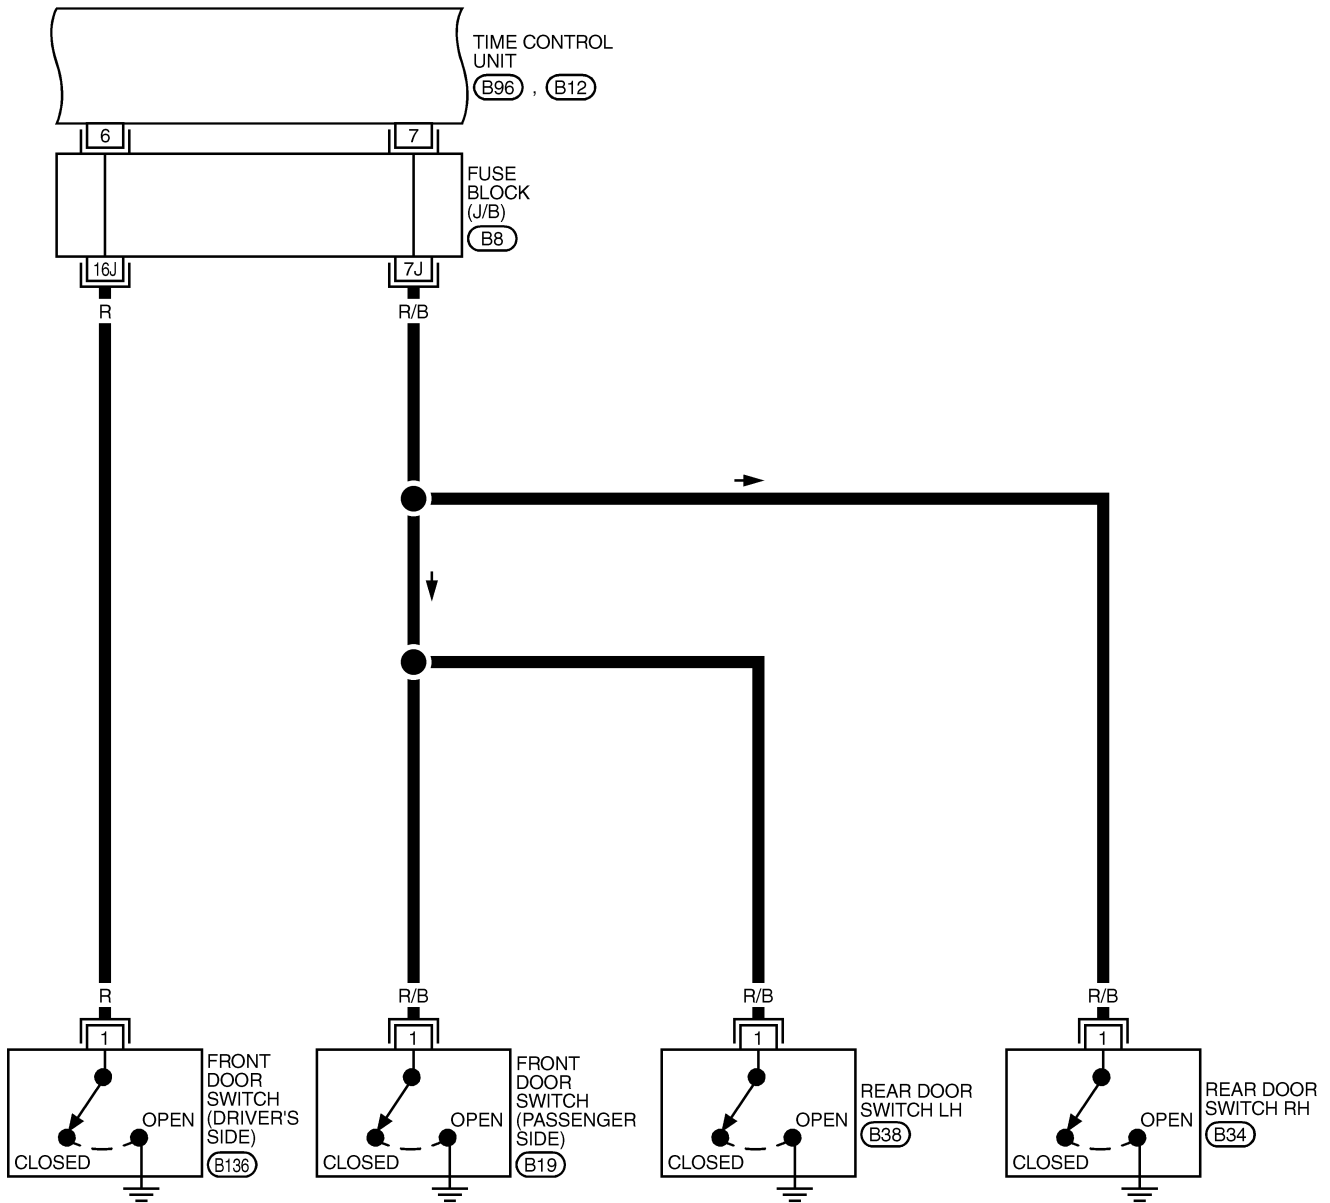 TIME CONTROL
UNIT
B96 , B12
6
7
FUSE
BLOCK
(J/B)
B8
16J
7J
R
R/B
R
R/B
R/B
R/B
1
1
1
1
FRONT
DOOR
SWITCH
(DRIVER'S
SIDE)
B136
OPEN
CLOSED
FRONT
DOOR
SWITCH
(PASSENGER
SIDE)
B19
OPEN
CLOSED
REAR DOOR
SWITCH LH
B38
OPEN
CLOSED
REAR DOOR
SWITCH RH
B34
OPEN
CLOSED